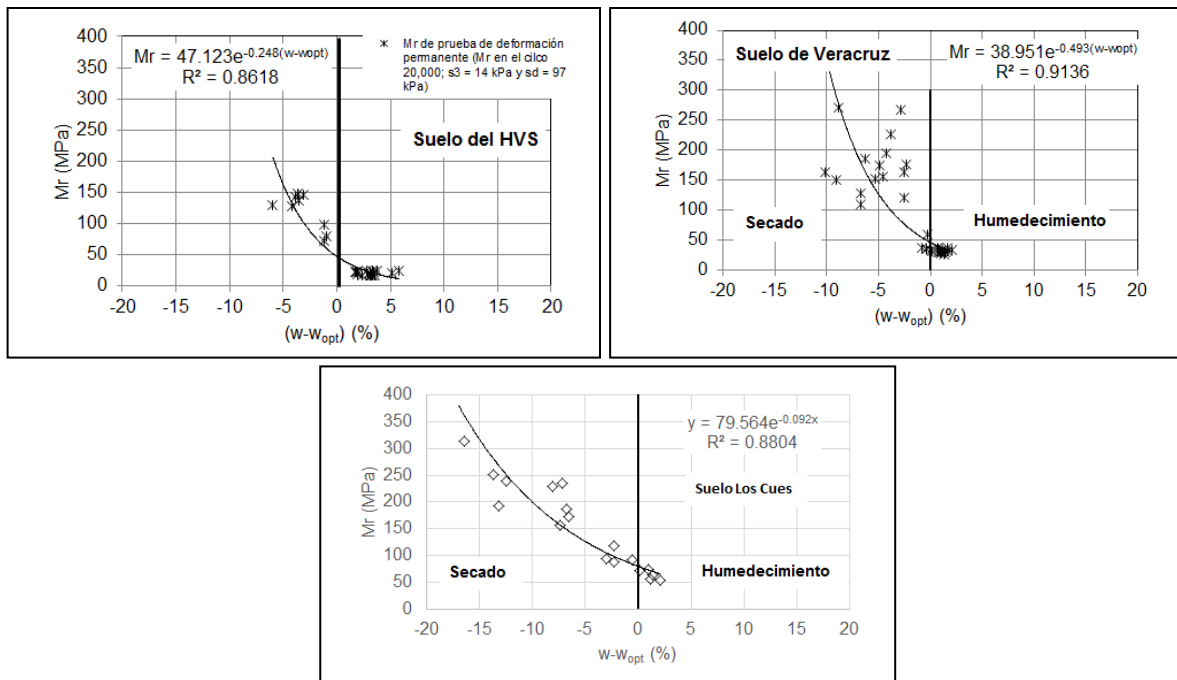 400
350
300
250
200
150
100
50
0
Mr (MPa)
Mr = 47.123e^-0.248(w-wopt)
R² = 0.8618
Mr de prueba de deformación
permanente (Mr en el cilco
20,000; s3 = 14 kPa y sd = 97
kPa)
Suelo del HVS
-20 -15 -10 -5 0 5 10 15 20
(w-wopt) (%)
400
350
300
250
200
150
100
50
0
Mr (MPa)
Suelo de Veracruz
Mr = 38.951e^-0.493(w-wopt)
R² = 0.9136
Secado
Humedecimiento
-20 -15 -10 -5 0 5 10 15 20
(w-wopt) (%)
400
350
300
250
200
150
100
50
0
Mr (MPa)
y = 79.564e^-0.092x
R² = 0.8804
Suelo Los Cues
Secado
Humedecimiento
-20 -15 -10 -5 0 5 10 15 20
w-wopt (%)